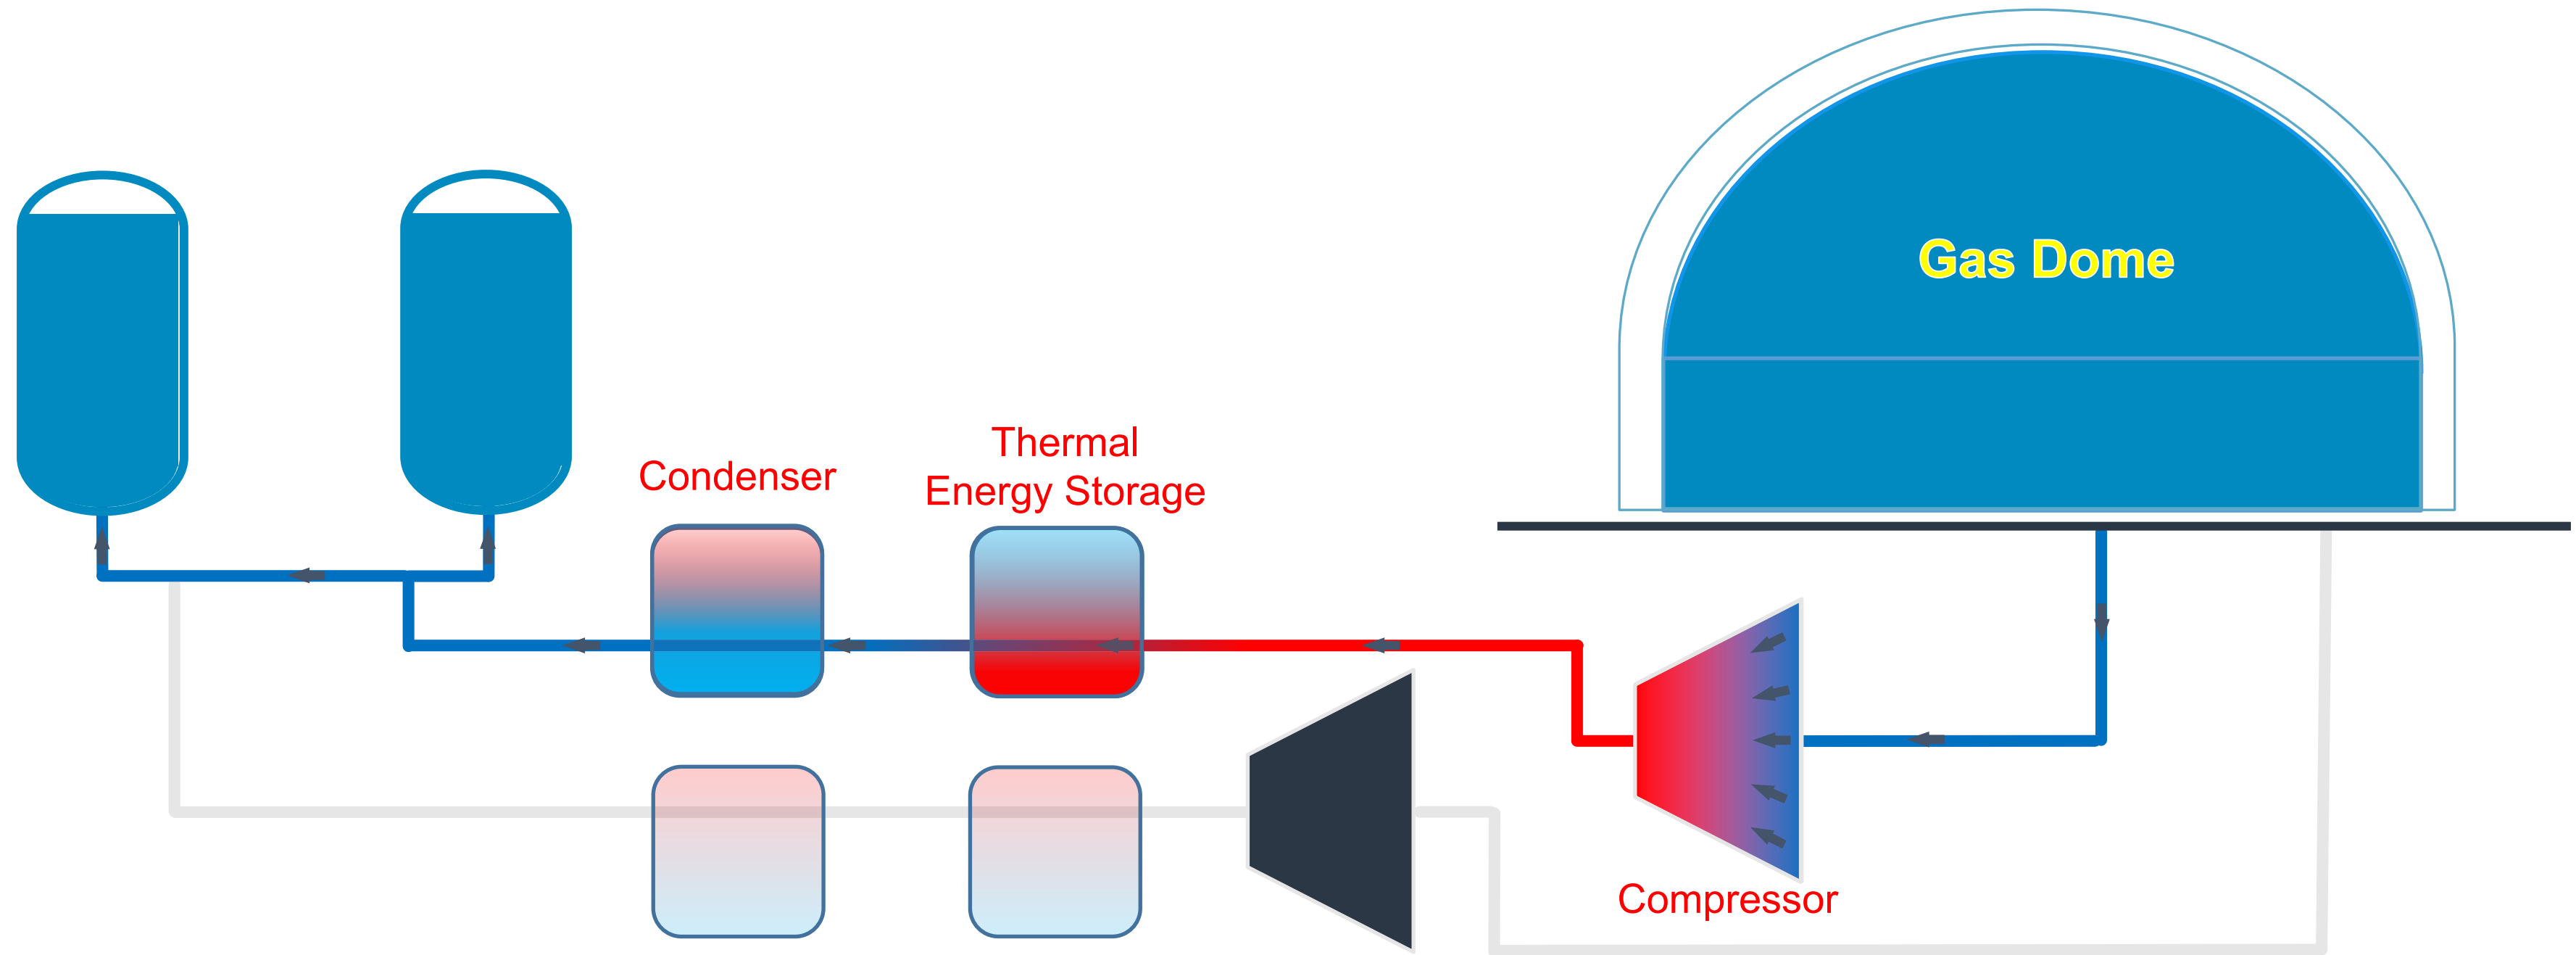 Gas Dome
Thermal
Energy Storage
Condenser
Compressor